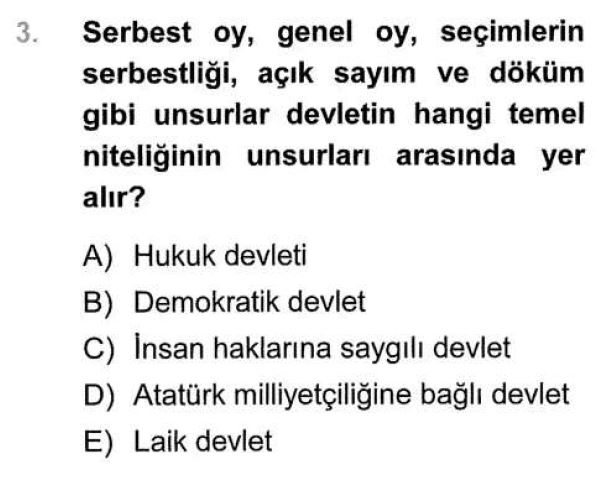 3. Serbest oy, genel oy, seçimlerin
serbestliği, açık sayım ve döküm
gibi unsurlar devletin hangi temel
niteliğinin unsurları arasında yer
alır?
A) Hukuk devleti
B) Demokratik devlet
C) İnsan haklarına saygılı devlet
D) Atatürk milliyetçiliğine bağlı devlet
E) Laik devlet